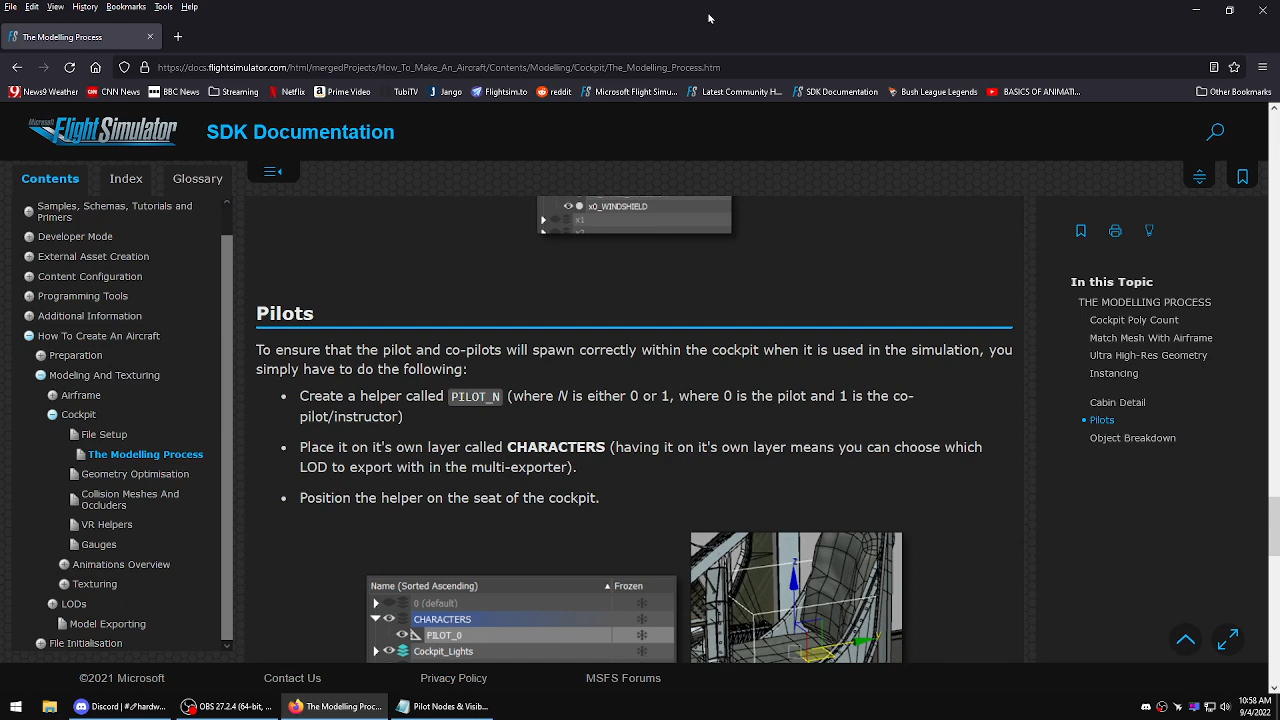 File Edit View History Bookmarks Tools Help
The Modelling Process
https://docs.flightsimulator.com/html/mergedProjects/How_To_Make_An_Aircraft/Contents/Modelling/Cockpit/The_Modelling_Process.htm
News9 Weather CNN News BBC News Streaming Netflix Prime Video TubiTV Jango Flightsim.to reddit Microsoft Flight Simu... Latest Community H... SDK Documentation Bush League Legends BASICS OF ANIMATI... Other Bookmarks
Microsoft Flight Simulator SDK Documentation
Contents Index Glossary
Samples, Schemas, Tutorials and
Primers
Developer Mode
External Asset Creation
Content Configuration
Programming Tools
Additional Information
How To Create An Aircraft
Preparation
Modeling And Texturing
Airframe
Cockpit
File Setup
The Modelling Process
Geometry Optimisation
Collision Meshes And
Occluders
VR Helpers
Gauges
Animations Overview
Texturing
LODs
Model Exporting
File Initialisation
x0_WINDSHIELD
x1
x2
Pilots
To ensure that the pilot and co-pilots will spawn correctly within the cockpit when it is used in the simulation, you
simply have to do the following:
Create a helper called PILOT_N (where N is either 0 or 1, where 0 is the pilot and 1 is the co-
pilot/instructor)
Place it on it's own layer called CHARACTERS (having it on it's own layer means you can choose which
LOD to export with in the multi-exporter).
Position the helper on the seat of the cockpit.
Name (Sorted Ascending) Frozen
0 (default)
CHARACTERS
PILOT_0
Cockpit_Lights
In this Topic
THE MODELLING PROCESS
Cockpit Poly Count
Match Mesh With Airframe
Ultra High-Res Geometry
Instancing
Cabin Detail
Pilots
Object Breakdown
©2021 Microsoft Contact Us Privacy Policy MSFS Forums
Discord | #🔗hardw... OBS 27.2.4 (64-bit, ... The Modelling Proc... Pilot Nodes & Visib...
10:58 AM
9/4/2022